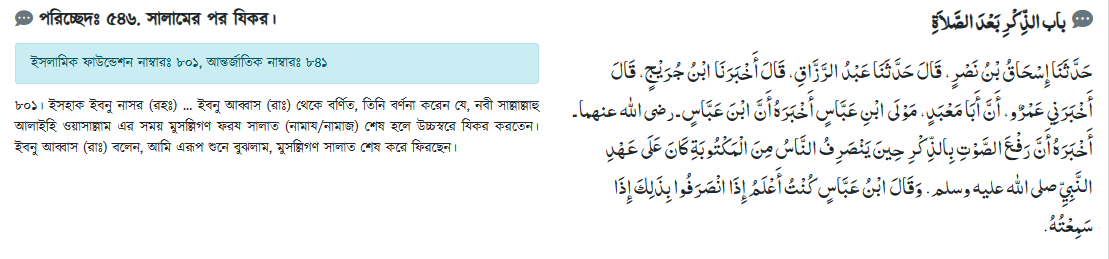 পরিচ্ছেদঃ ৫৪৬. সালামের পর যিকর।
ইসলামিক ফাউন্ডেশন নাম্বারঃ ৮০১, আন্তর্জাতিক নাম্বারঃ ৮৪১
৮০১। ইসহাক ইবনু নাসর (রহঃ) ... ইবনু আব্বাস (রাঃ) থেকে বর্ণিত, তিনি বর্ণনা করেন যে, নবী সাল্লাল্লাহু
আলাইহি ওয়াসাল্লাম এর সময় মুসল্লিগণ ফরয সালাত (নামায/নামাজ) শেষ হলে উচ্চস্বরে যিকর করতেন।
ইবনু আব্বাস (রাঃ) বলেন, আমি এরূপ শুনে বুঝলাম, মুসল্লিগণ সালাত শেষ করে ফিরছেন।
باب الذِّكْرِ بَعْدَ الصَّلاَةِ
حَدَّثَنَا إِسْحَاقُ بْنُ نَصْرٍ، قَالَ حَدَّثَنَا عَبْدُ الرَّزَّاقِ، قَالَ أَخْبَرَنَا ابْنُ جُرَيْجٍ، قَالَ
أَخْبَرَنِي عَمْرٌو، أَنَّ أَبَا مَعْبَدٍ، مَوْلَى ابْنِ عَبَّاسٍ أَخْبَرَهُ أَنَّ ابْنَ عَبَّاسٍ ـ رضى الله عنهما ـ
أَخْبَرَهُ أَنَّ رَفْعَ الصَّوْتِ بِالذِّكْرِ حِينَ يَنْصَرِفُ النَّاسُ مِنَ الْمَكْتُوبَةِ كَانَ عَلَى عَهْدِ
النَّبِيِّ صلى الله عليه وسلم‏.‏ وَقَالَ ابْنُ عَبَّاسٍ كُنْتُ أَعْلَمُ إِذَا انْصَرَفُوا بِذَلِكَ إِذَا
سَمِعْتُهُ‏.‏